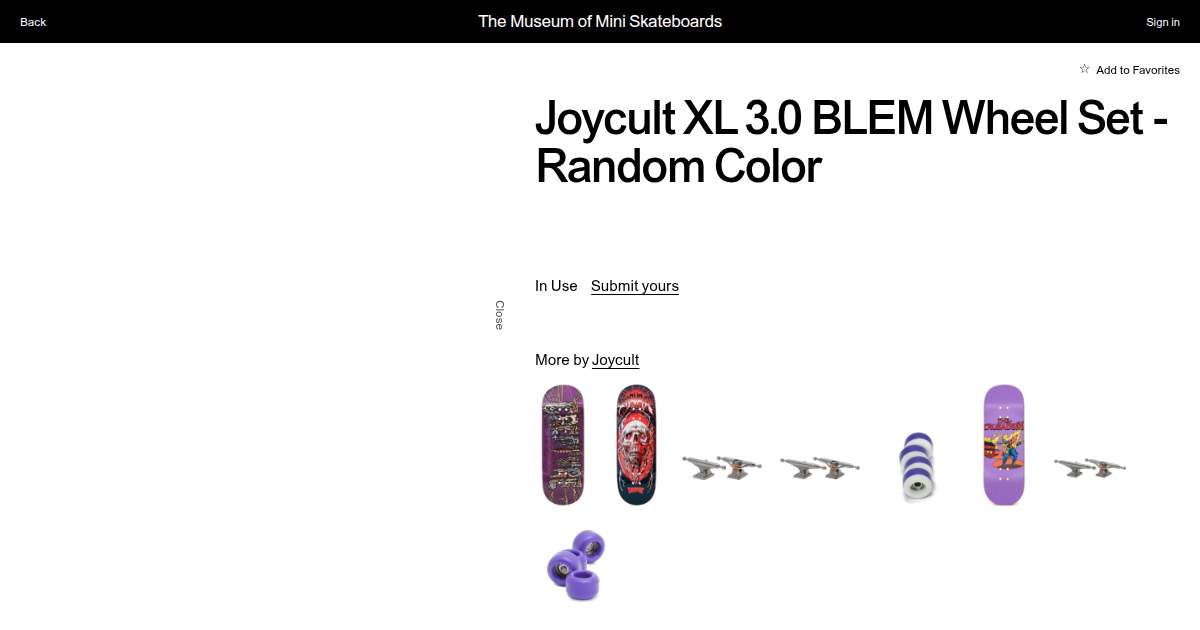 Back
The Museum of Mini Skateboards
Sign in
☆ Add to Favorites
Joycult XL 3.0 BLEM Wheel Set -
Random Color
In Use Submit yours
Close
More by Joycult